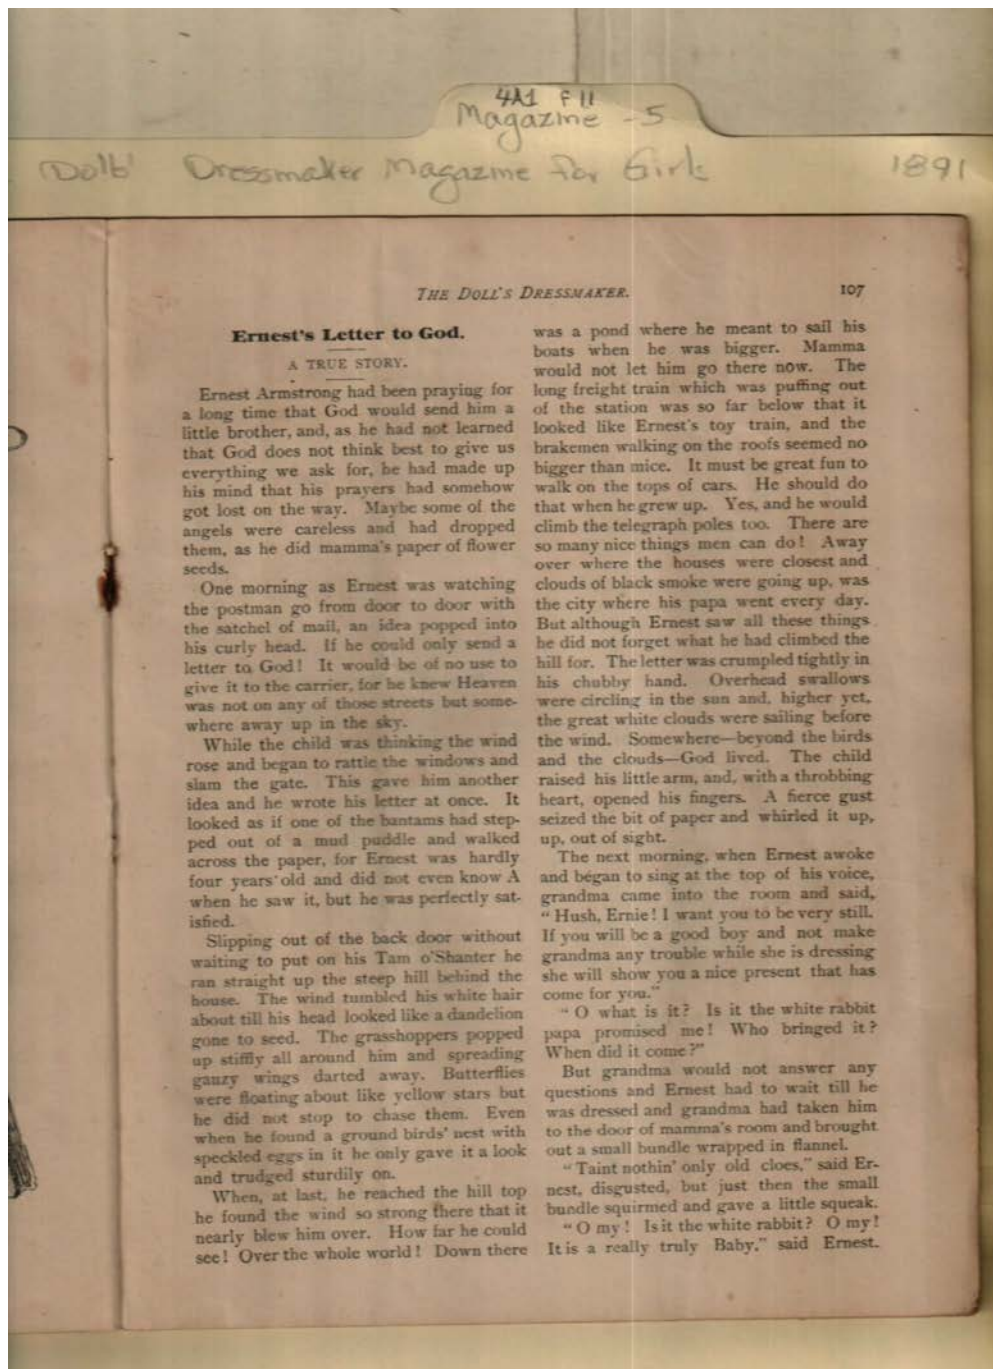 4A1 F11
Magazine - 5
Dolls' Dressmaker Magazine for Girls 1891
THE DOLL'S DRESSMAKER.
107
Ernest's Letter to God.
A TRUE STORY.
Ernest Armstrong had been praying for
a long time that God would send him a
little brother, and, as he had not learned
that God does not think best to give us
everything we ask for, he had made up
his mind that his prayers had somehow
got lost on the way. Maybe some of the
angels were careless and had dropped
them, as he did mamma's paper of flower
seeds.
One morning as Ernest was watching
the postman go from door to door with
the satchel of mail, an idea popped into
his curly head. If he could only send a
letter to God! It would be of no use to
give it to the carrier, for he knew Heaven
was not on any of those streets but some-
where away up in the sky.
While the child was thinking the wind
rose and began to rattle the windows and
slam the gate. This gave him another
idea and he wrote his letter at once. It
looked as if one of the bantams had step-
ped out of a mud puddle and walked
across the paper, for Ernest was hardly
four years old and did not even know A
when he saw it, but he was perfectly sat-
isfied.
Slipping out of the back door without
waiting to put on his Tam o'Shanter he
ran straight up the steep hill behind the
house. The wind tumbled his white hair
about till his head looked like a dandelion
gone to seed. The grasshoppers popped
up stiffly all around him and spreading
gauzy wings darted away. Butterflies
were floating about like yellow stars but
he did not stop to chase them. Even
when he found a ground birds' nest with
speckled eggs in it he only gave it a look
and trudged sturdily on.
When, at last, he reached the hill top
he found the wind so strong there that it
nearly blew him over. How far he could
see! Over the whole world! Down there
was a pond where he meant to sail his
boats when he was bigger. Mamma
would not let him go there now. The
long freight train which was puffing out
of the station was so far below that it
looked like Ernest's toy train, and the
brakemen walking on the roofs seemed no
bigger than mice. It must be great fun to
walk on the tops of cars. He should do
that when he grew up. Yes, and he would
climb the telegraph poles too. There are
so many nice things men can do! Away
over where the houses were closest and
clouds of black smoke were going up, was
the city where his papa went every day.
But although Ernest saw all these things
he did not forget what he had climbed the
hill for. The letter was crumpled tightly in
his chubby hand. Overhead swallows
were circling in the sun and, higher yet,
the great white clouds were sailing before
the wind. Somewhere—beyond the birds
and the clouds—God lived. The child
raised his little arm, and, with a throbbing
heart, opened his fingers. A fierce gust
seized the bit of paper and whirled it up,
up, out of sight.
The next morning, when Ernest awoke
and began to sing at the top of his voice,
grandma came into the room and said,
" Hush, Ernie! I want you to be very still.
If you will be a good boy and not make
grandma any trouble while she is dressing
she will show you a nice present that has
come for you."
" O what is it? Is it the white rabbit
papa promised me! Who bringed it?
When did it come?"
But grandma would not answer any
questions and Ernest had to wait till he
was dressed and grandma had taken him
to the door of mamma's room and brought
out a small bundle wrapped in flannel.
" Taint nothin' only old cloes," said Er-
nest, disgusted, but just then the small
bundle squirmed and gave a little squeak.
" O my! Is it the white rabbit? O my!
It is a really truly Baby," said Ernest.